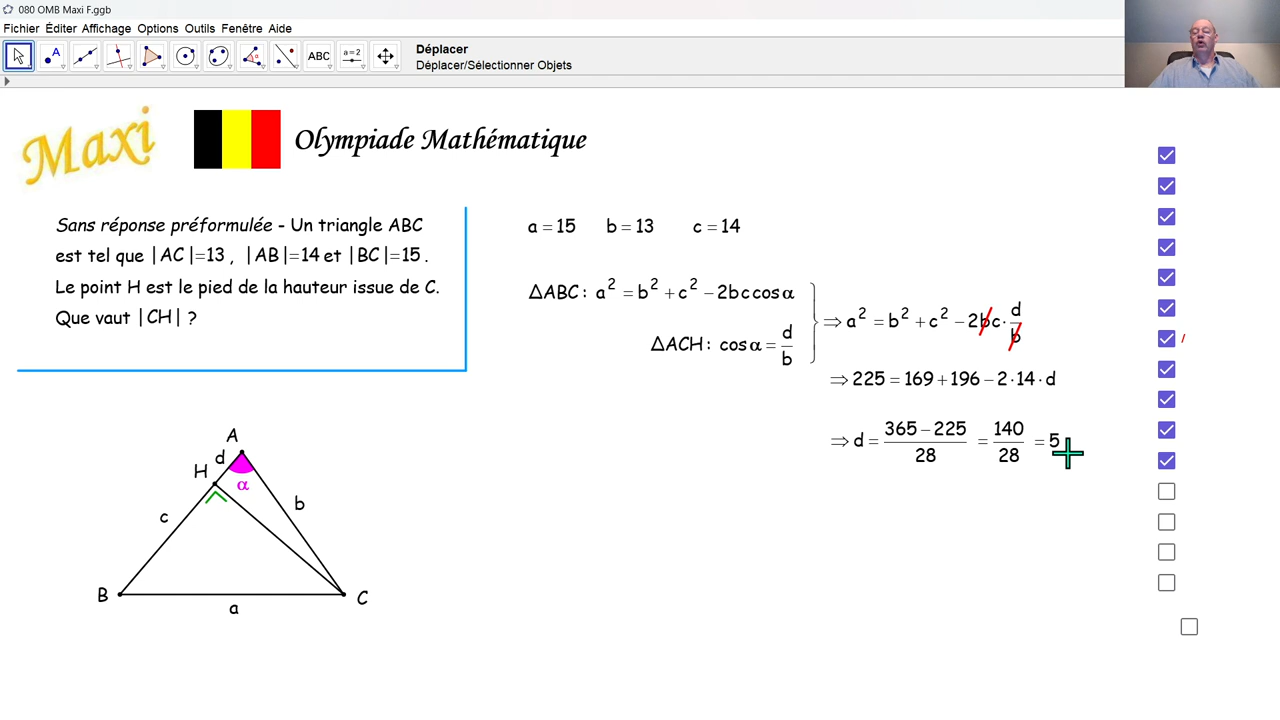 080 OMB Maxi F.ggb
Fichier Éditer Affichage Options Outils Fenêtre Aide
A ABC a=2
Déplacer
Déplacer/Sélectionner Objets
Maxi
Olympiade Mathématique
Sans réponse préformulée - Un triangle ABC
est tel que |AC|=13 , |AB|=14 et |BC|=15 .
Le point H est le pied de la hauteur issue de C.
Que vaut |CH| ?
a = 15 b = 13 c = 14
ΔABC: a² = b² + c² − 2bc cos α
ΔACH: cos α = d/b
⇒ a² = b² + c² − 2bc · d/b
⇒ 225 = 169 + 196 − 2 · 14 · d
⇒ d = (365 − 225)/28 = 140/28 = 5
A
d
H
α
b
c
B
C
a